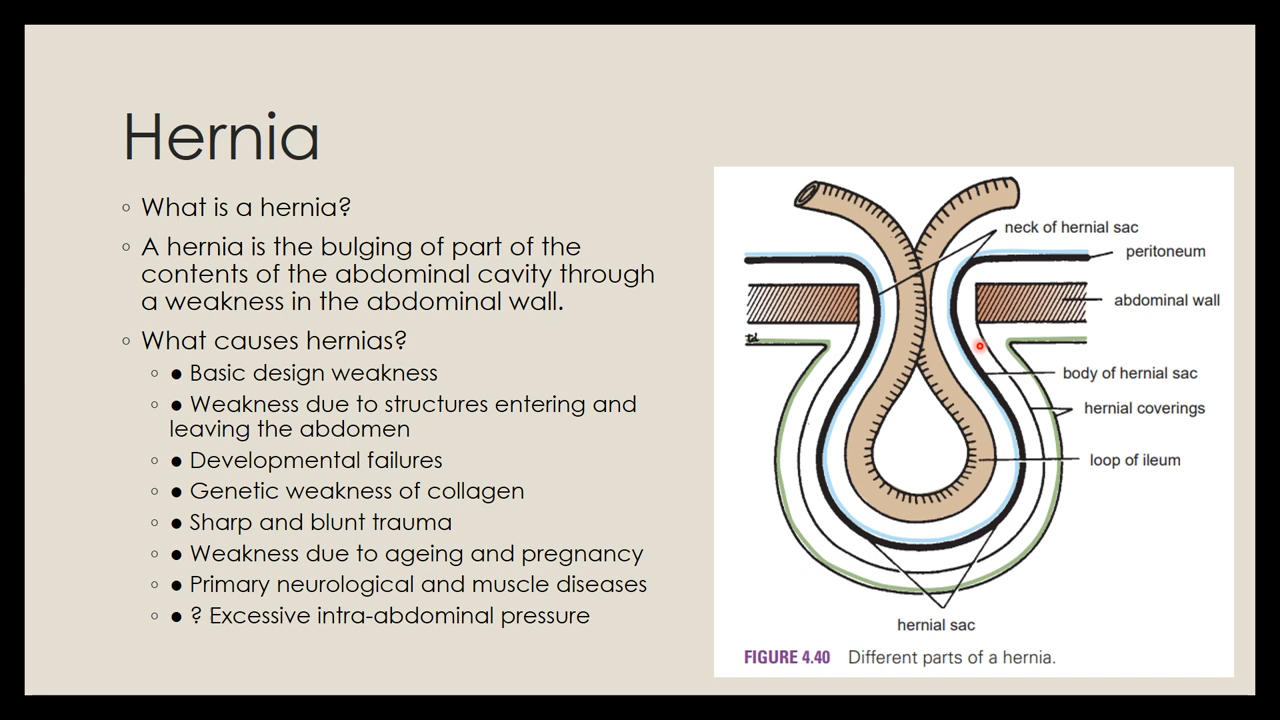 Hernia
◦ What is a hernia?
◦ A hernia is the bulging of part of the
contents of the abdominal cavity through
a weakness in the abdominal wall.
◦ What causes hernias?
◦ ● Basic design weakness
◦ ● Weakness due to structures entering and
leaving the abdomen
◦ ● Developmental failures
◦ ● Genetic weakness of collagen
◦ ● Sharp and blunt trauma
◦ ● Weakness due to ageing and pregnancy
◦ ● Primary neurological and muscle diseases
◦ ● ? Excessive intra-abdominal pressure
neck of hernial sac
peritoneum
abdominal wall
body of hernial sac
hernial coverings
loop of ileum
hernial sac
FIGURE 4.40 Different parts of a hernia.